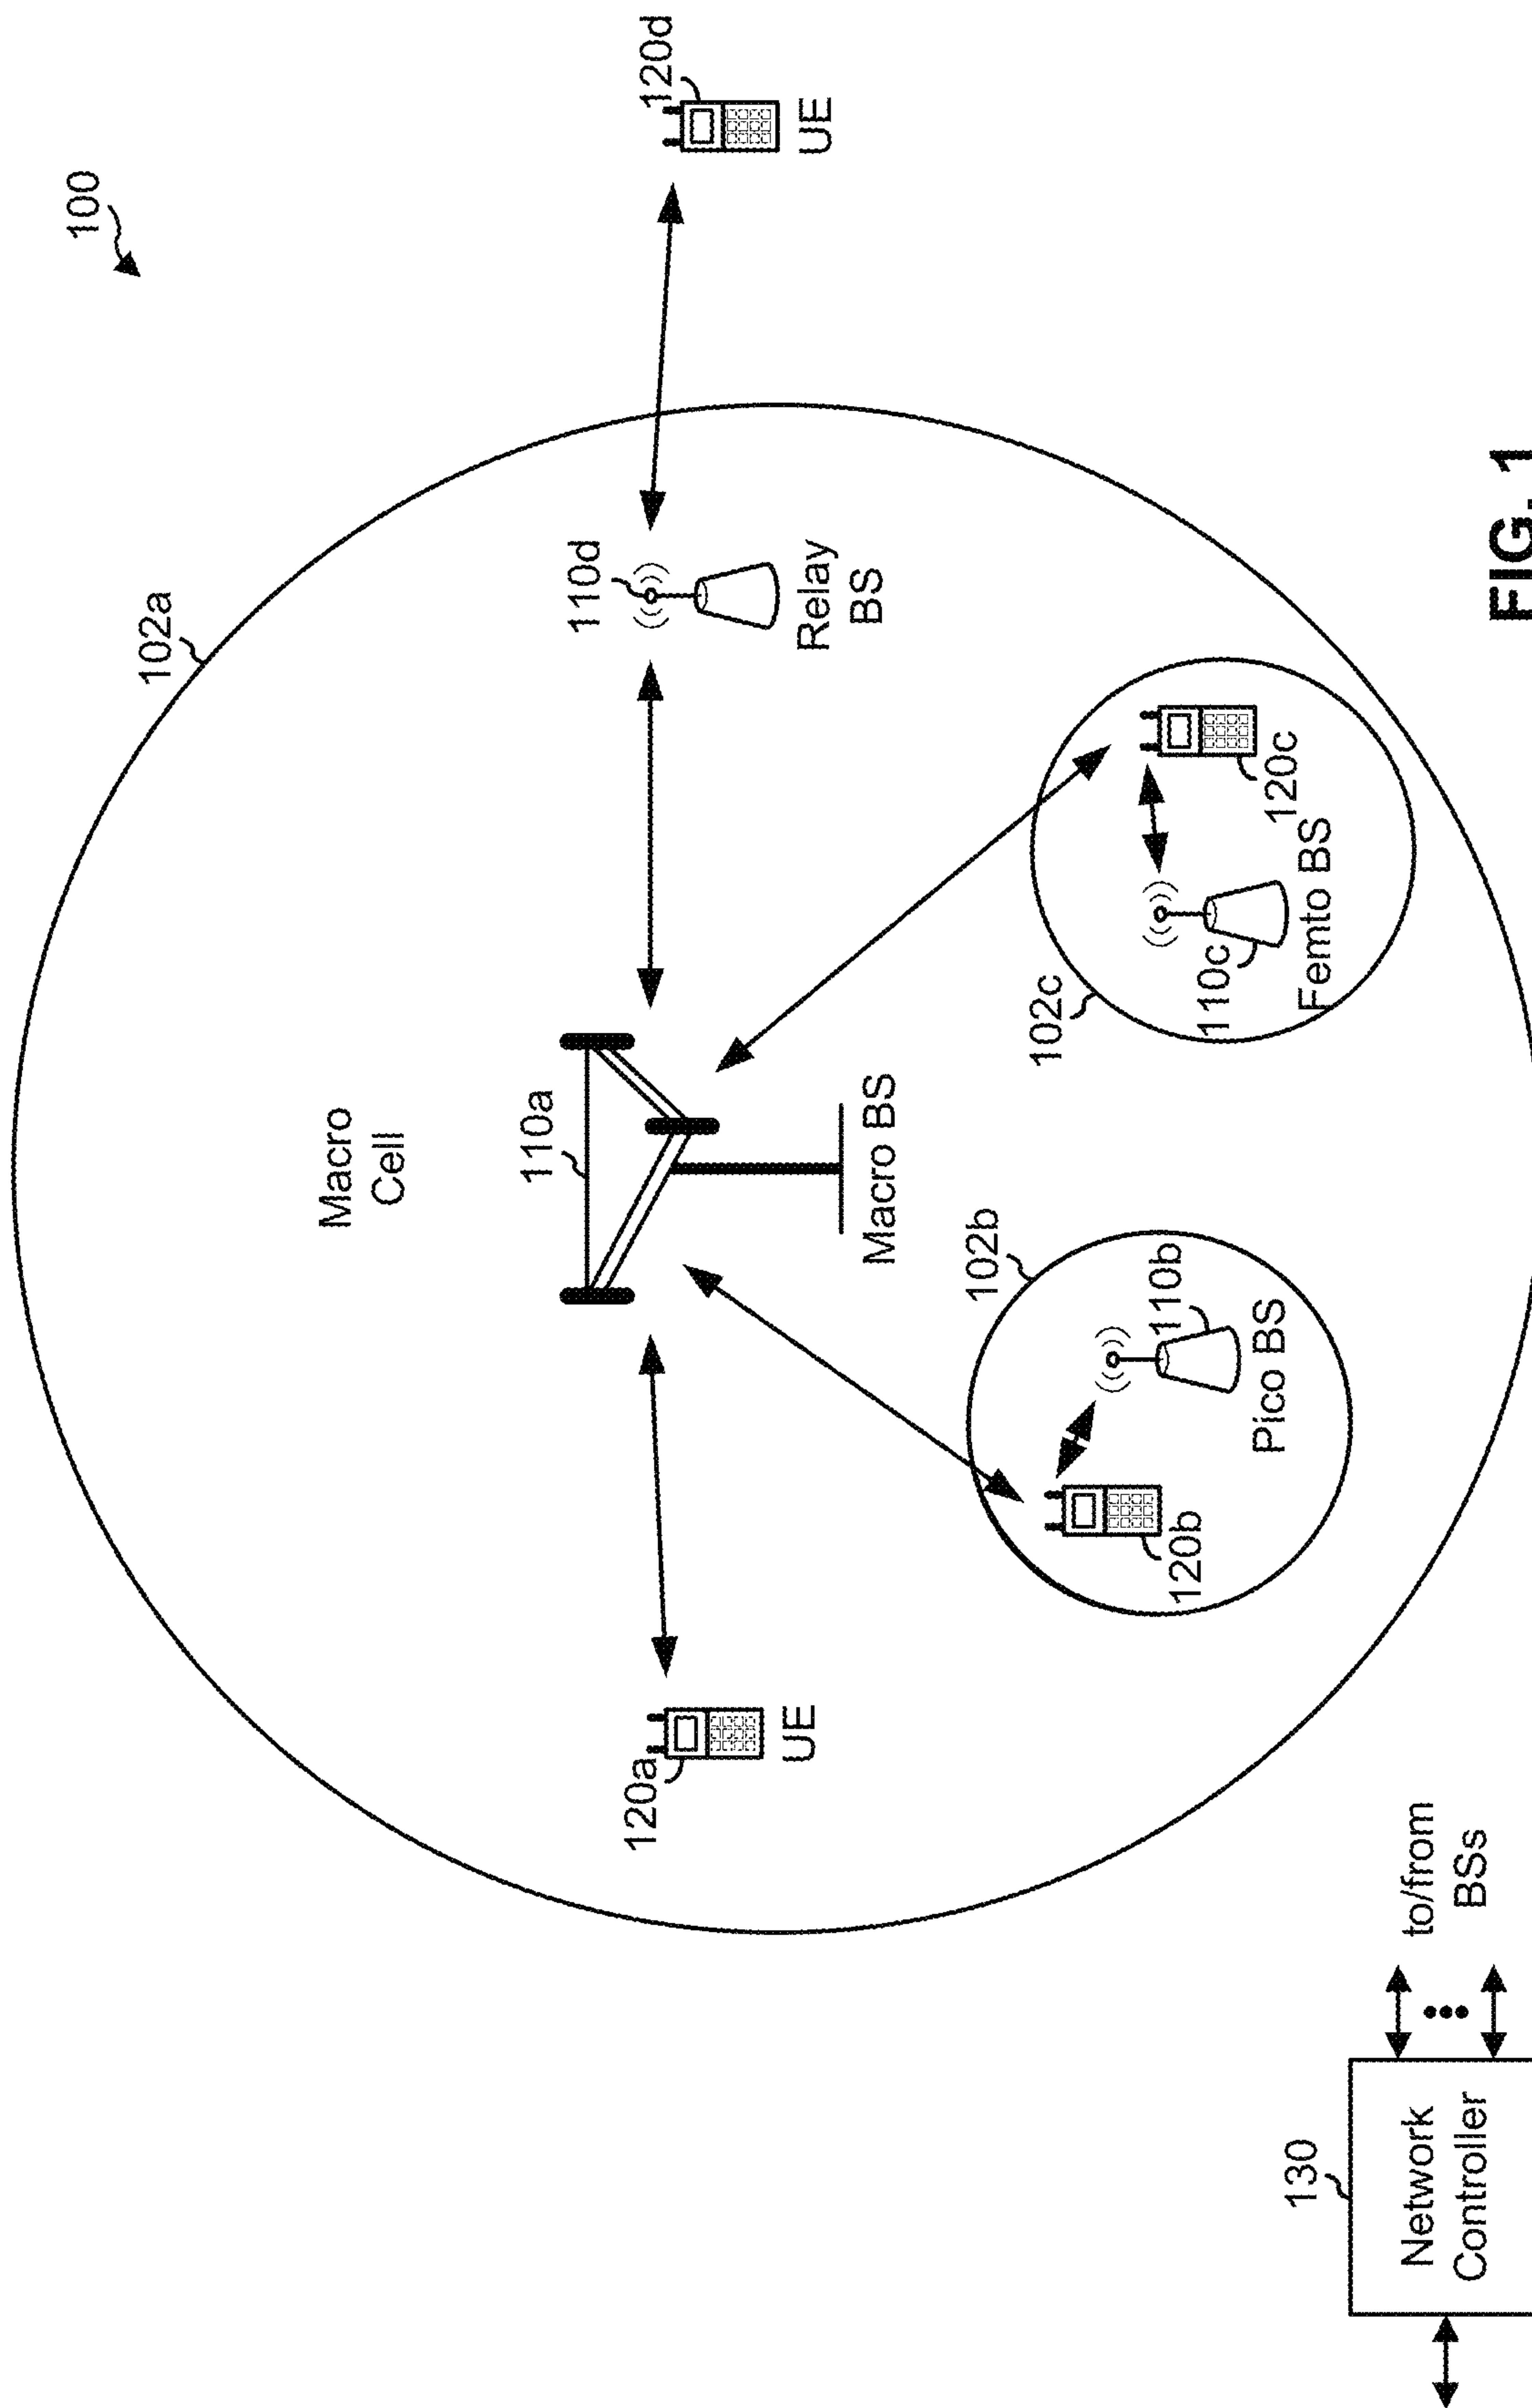 100
102a
Macro
Cell
110a
110d
120a
120d
UE
UE
Relay
BS
Macro BS
102b
102c
110b
120b
Pico BS
110c
120c
Femto BS
130
Network
Controller
to/from
BSs
FIG. 1